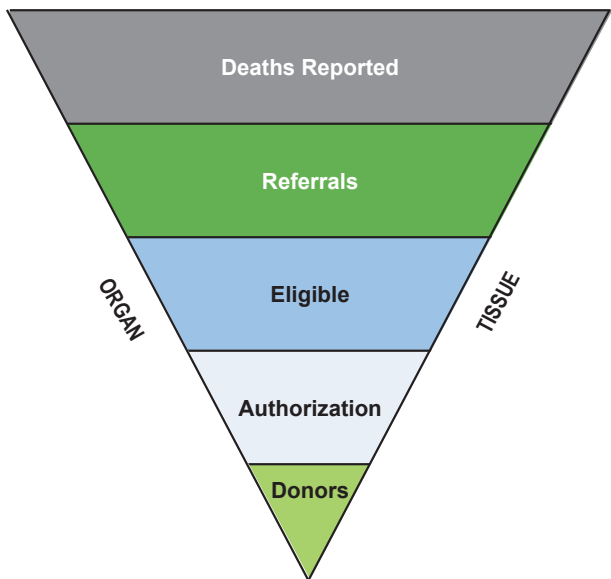 Deaths Reported
Referrals
Eligible
ORGAN
TISSUE
Authorization
Donors